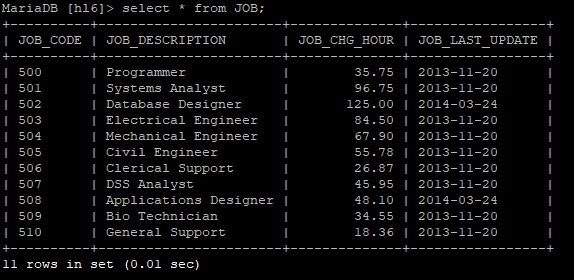 MariaDB [hl6]> select * from JOB;
+----------+-----------------------+--------------+-----------------+
| JOB_CODE | JOB_DESCRIPTION       | JOB_CHG_HOUR | JOB_LAST_UPDATE |
+----------+-----------------------+--------------+-----------------+
| 500      | Programmer            |        35.75 | 2013-11-20      |
| 501      | Systems Analyst       |        96.75 | 2013-11-20      |
| 502      | Database Designer     |       125.00 | 2014-03-24      |
| 503      | Electrical Engineer   |        84.50 | 2013-11-20      |
| 504      | Mechanical Engineer   |        67.90 | 2013-11-20      |
| 505      | Civil Engineer        |        55.78 | 2013-11-20      |
| 506      | Clerical Support      |        26.87 | 2013-11-20      |
| 507      | DSS Analyst           |        45.95 | 2013-11-20      |
| 508      | Applications Designer |        48.10 | 2014-03-24      |
| 509      | Bio Technician        |        34.55 | 2013-11-20      |
| 510      | General Support       |        18.36 | 2013-11-20      |
+----------+-----------------------+--------------+-----------------+
11 rows in set (0.01 sec)